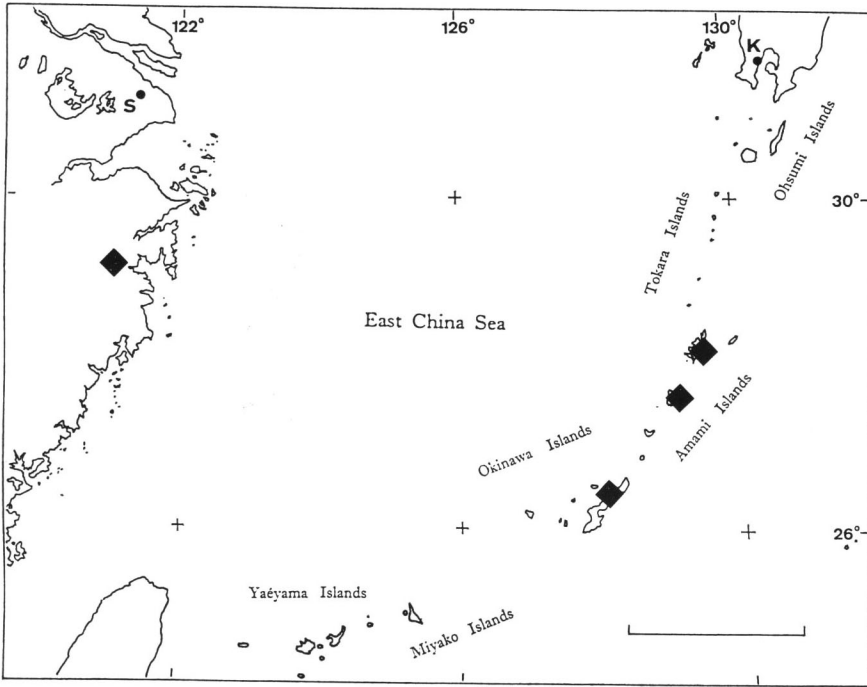 122°
126°
130°
K
S
Ohsumi Islands
30°
Tokara Islands
East China Sea
Amami Islands
Okinawa Islands
26°
Yaéyama Islands
Miyako Islands